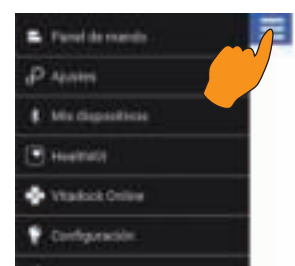 Panel de mando
Ajustes
Mis dispositivos
HealthKit
Vitadock Online
Configuración